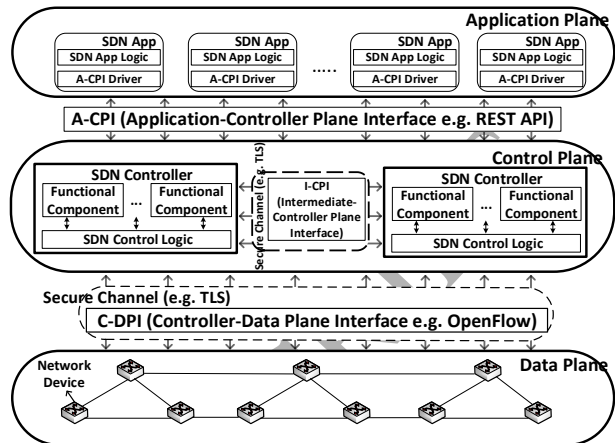 Application Plane
SDN App SDN App SDN App SDN App
SDN App Logic SDN App Logic SDN App Logic SDN App Logic
.....
A-CPI Driver A-CPI Driver A-CPI Driver A-CPI Driver
A-CPI (Application-Controller Plane Interface e.g. REST API)
Control Plane
SDN Controller
Functional Component ... Functional Component
SDN Control Logic
Secure Channel (e.g. TLS)
I-CPI
(Intermediate-
Controller Plane
Interface)
SDN Controller
Functional Component ... Functional Component
SDN Control Logic
Secure Channel (e.g. TLS)
C-DPI (Controller-Data Plane Interface e.g. OpenFlow)
Data Plane
Network
Device